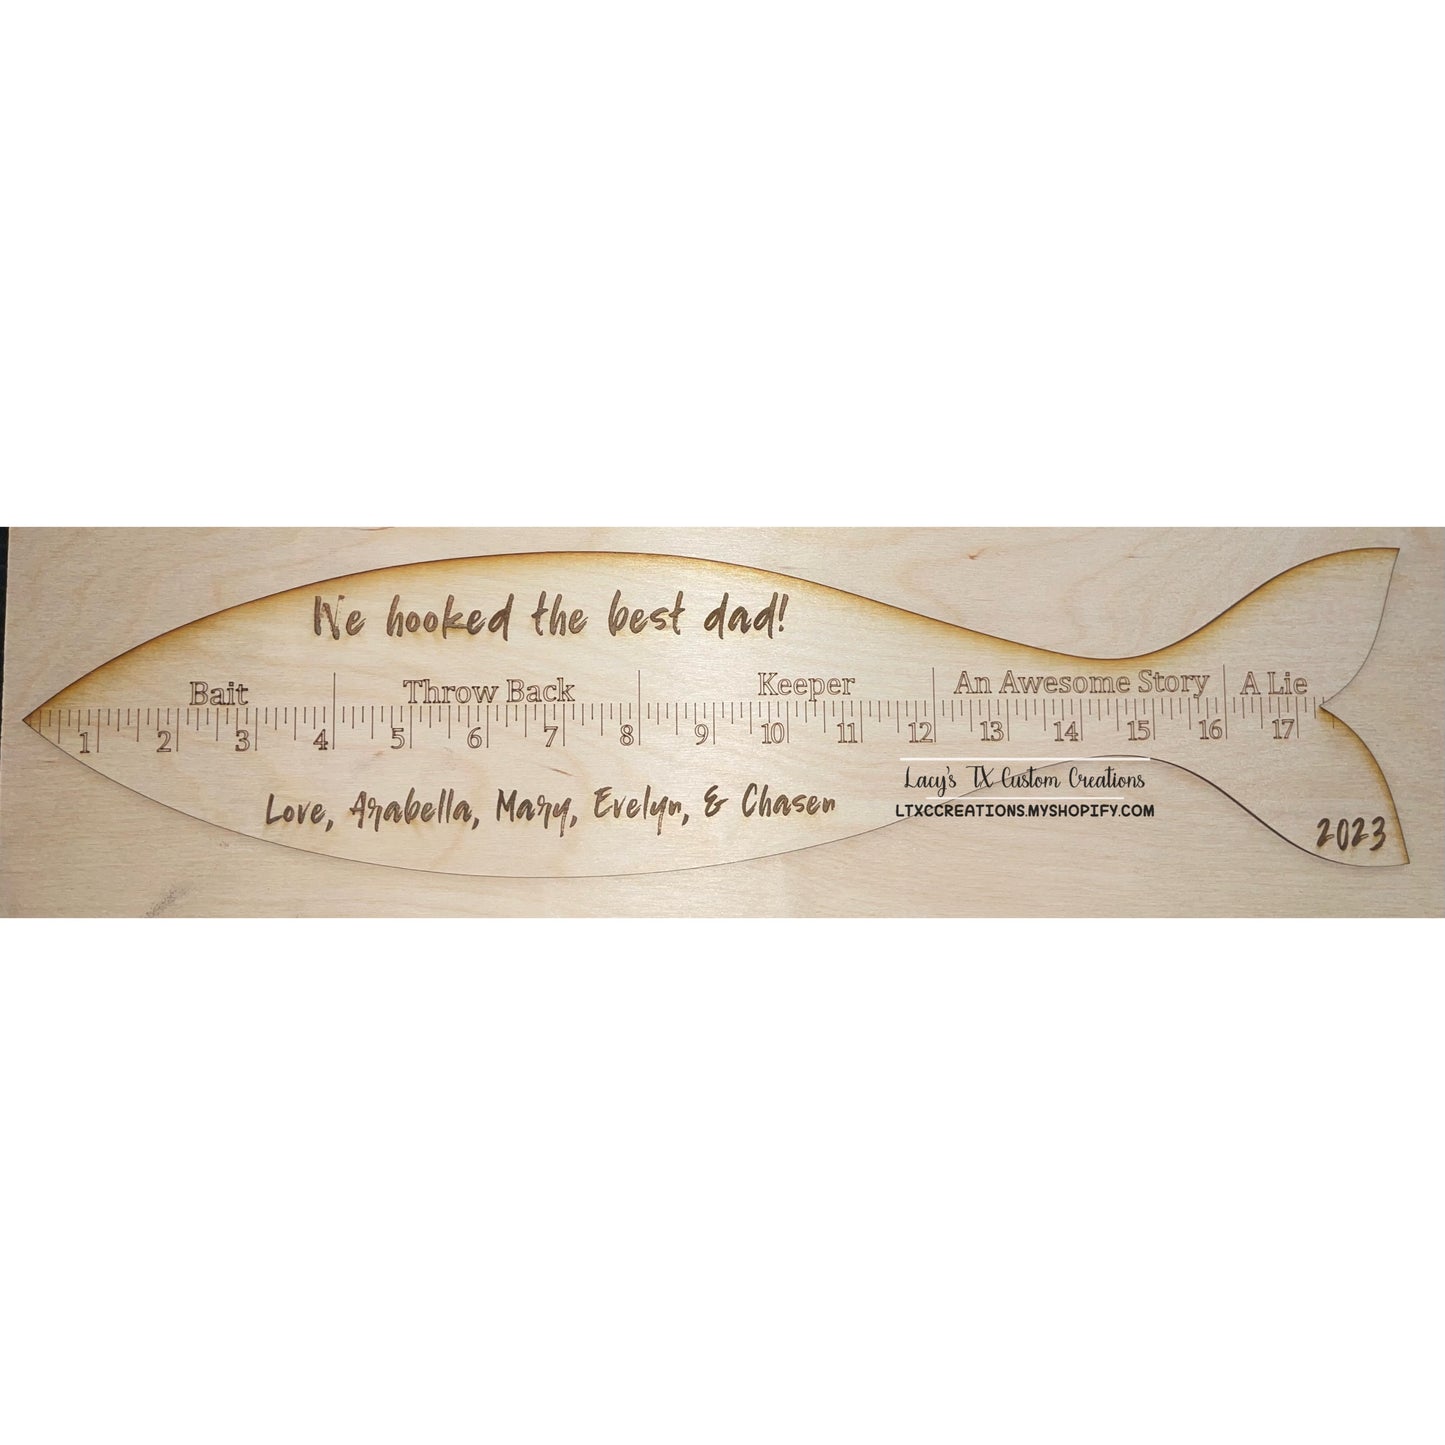 We hooked the best dad!
Bait Throw Back Keeper An Awesome Story A Lie
1 2 3 4 5 6 7 8 9 10 11 12 13 14 15 16 17
Lacy's TX Custom Creations
LTXCCREATIONS.MYSHOPIFY.COM
Love, Arabella, Mary, Evelyn, & Chasen
2023